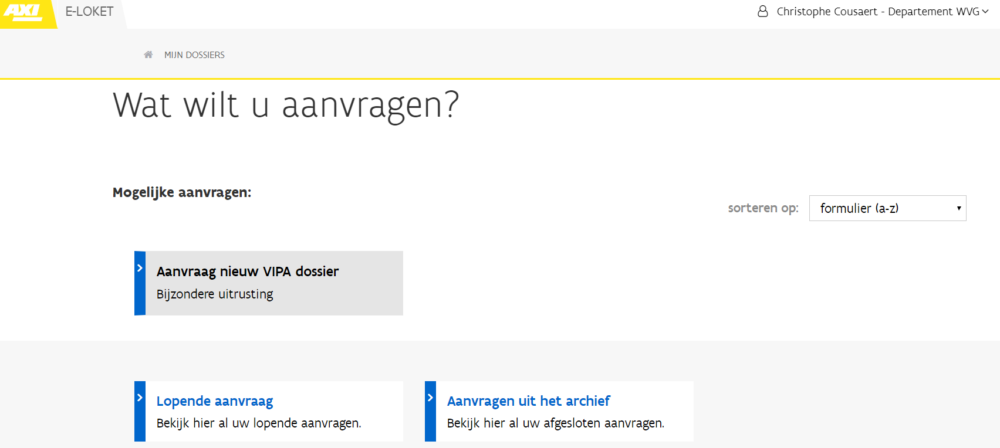 AXI E-LOKET
Christophe Cousaert - Departement WVG
MIJN DOSSIERS
Wat wilt u aanvragen?
Mogelijke aanvragen:
sorteren op: formulier (a-z)
Aanvraag nieuw VIPA dossier
Bijzondere uitrusting
Lopende aanvraag
Bekijk hier al uw lopende aanvragen.
Aanvragen uit het archief
Bekijk hier al uw afgesloten aanvragen.